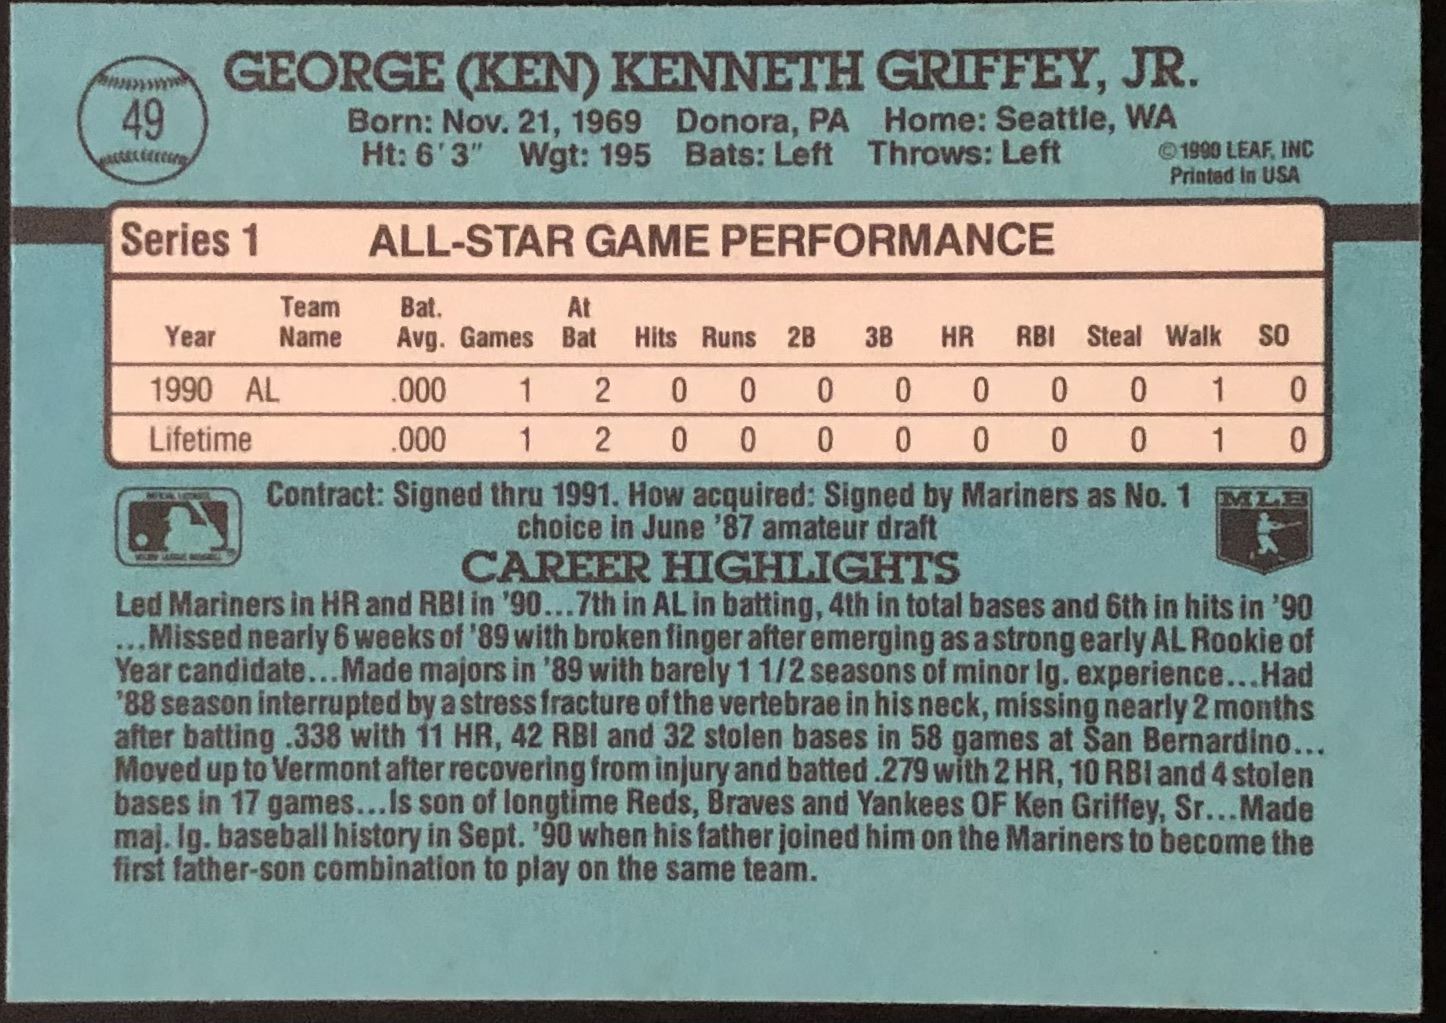 49
GEORGE (KEN) KENNETH GRIFFEY, JR.
Born: Nov. 21, 1969 Donora, PA Home: Seattle, WA
Ht: 6'3" Wgt: 195 Bats: Left Throws: Left
©1990 LEAF, INC
Printed in USA
Series 1 ALL-STAR GAME PERFORMANCE
Year Team Name Bat. Avg. Games At Bat Hits Runs 2B 3B HR RBI Steal Walk SO
1990 AL .000 1 2 0 0 0 0 0 0 0 1 0
Lifetime .000 1 2 0 0 0 0 0 0 0 1 0
Contract: Signed thru 1991. How acquired: Signed by Mariners as No. 1
choice in June '87 amateur draft
MLB
CAREER HIGHLIGHTS
Led Mariners in HR and RBI in '90...7th in AL in batting, 4th in total bases and 6th in hits in '90
...Missed nearly 6 weeks of '89 with broken finger after emerging as a strong early AL Rookie of
Year candidate...Made majors in '89 with barely 1 1/2 seasons of minor lg. experience...Had
'88 season interrupted by a stress fracture of the vertebrae in his neck, missing nearly 2 months
after batting .338 with 11 HR, 42 RBI and 32 stolen bases in 58 games at San Bernardino...
Moved up to Vermont after recovering from injury and batted .279 with 2 HR, 10 RBI and 4 stolen
bases in 17 games...Is son of longtime Reds, Braves and Yankees OF Ken Griffey, Sr...Made
maj. lg. baseball history in Sept. '90 when his father joined him on the Mariners to become the
first father-son combination to play on the same team.